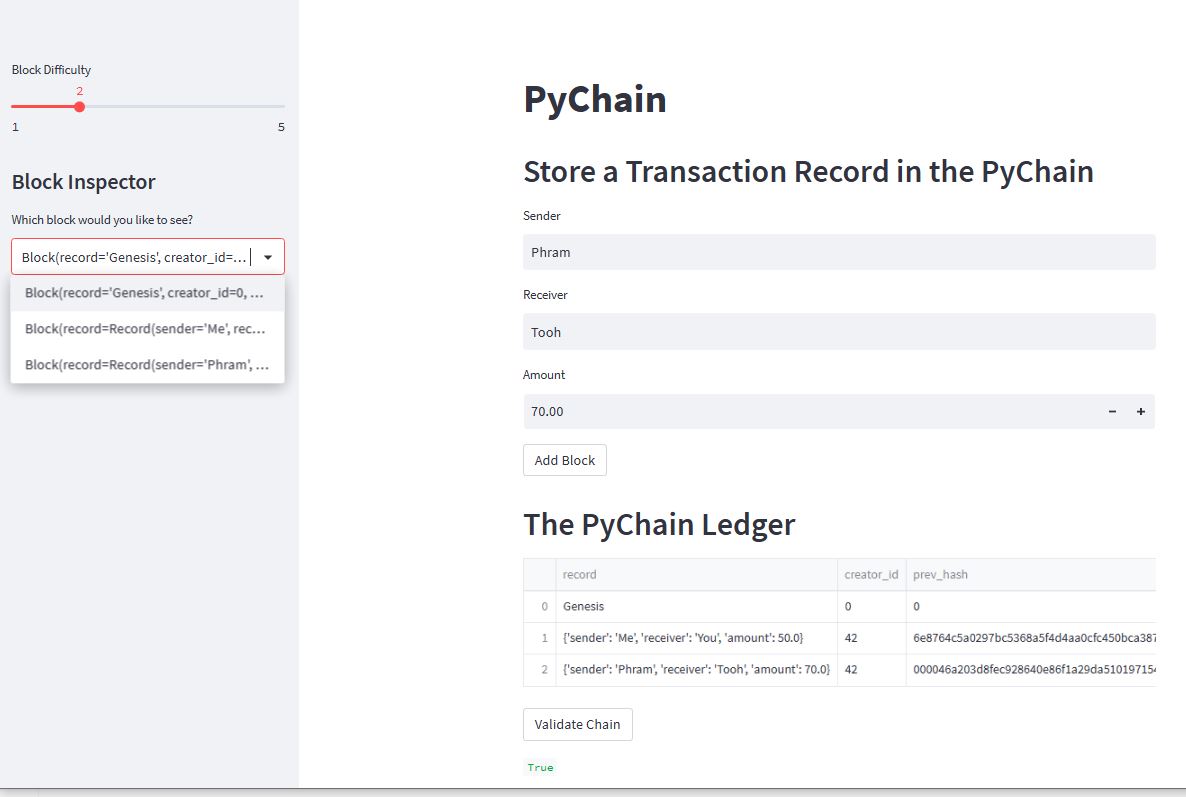 Block Difficulty
2
1 5
Block Inspector
Which block would you like to see?
Block(record='Genesis', creator_id=...
Block(record='Genesis', creator_id=0, ...
Block(record=Record(sender='Me', rec...
Block(record=Record(sender='Phram', ...
PyChain
Store a Transaction Record in the PyChain
Sender
Phram
Receiver
Tooh
Amount
70.00 − +
Add Block
The PyChain Ledger
record creator_id prev_hash
0 Genesis 0 0
1 {'sender': 'Me', 'receiver': 'You', 'amount': 50.0} 42 6e8764c5a0297bc5368a5f4d4aa0cfc450bca387
2 {'sender': 'Phram', 'receiver': 'Tooh', 'amount': 70.0} 42 000046a203d8fec928640e86f1a29da510197154
Validate Chain
True